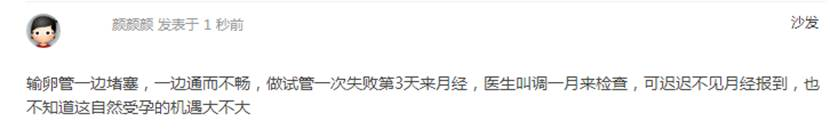 颜颜颜 发表于 1 秒前
沙发
输卵管一边堵塞，一边通而不畅，做试管一次失败第3天来月经，医生叫调一月来检查，可迟迟不见月经报到，也
不知道这自然受孕的机遇大不大